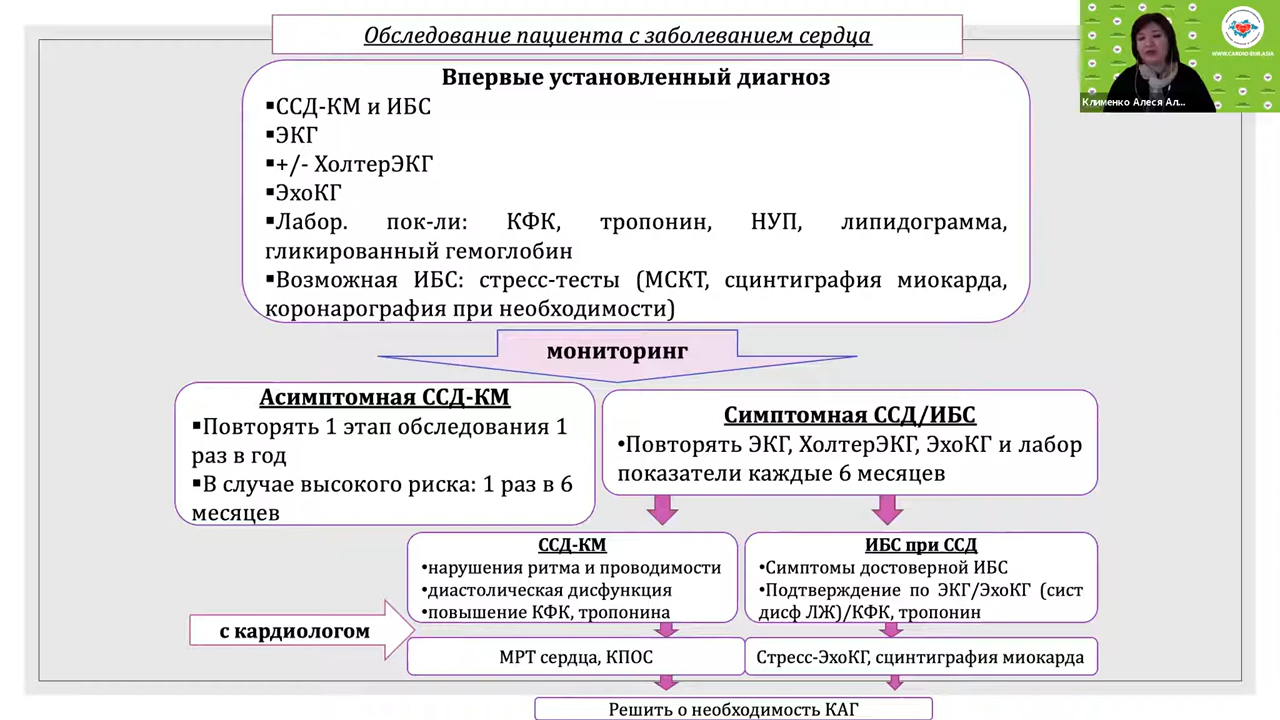 Обследование пациента с заболеванием сердца
WWW.CARDIO-EUR.ASIA
Клименко Алеся Ал...
Впервые установленный диагноз
▪ССД-КМ и ИБС
▪ЭКГ
▪+/- ХолтерЭКГ
▪ЭхоКГ
▪Лабор. пок-ли: КФК, тропонин, НУП, липидограмма,
гликированный гемоглобин
▪Возможная ИБС: стресс-тесты (МСКТ, сцинтиграфия миокарда,
коронарография при необходимости)
мониторинг
Асимптомная ССД-КМ
▪Повторять 1 этап обследования 1
раз в год
▪В случае высокого риска: 1 раз в 6
месяцев
Симптомная ССД/ИБС
•Повторять ЭКГ, ХолтерЭКГ, ЭхоКГ и лабор
показатели каждые 6 месяцев
ССД-КМ
•нарушения ритма и проводимости
•диастолическая дисфункция
•повышение КФК, тропонина
ИБС при ССД
•Симптомы достоверной ИБС
•Подтверждение по ЭКГ/ЭхоКГ (сист
дисф ЛЖ)/КФК, тропонин
с кардиологом
МРТ сердца, КПОС
Стресс-ЭхоКГ, сцинтиграфия миокарда
Решить о необходимость КАГ